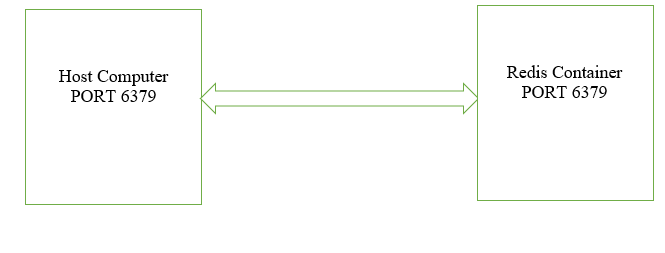 Host Computer
PORT 6379
Redis Container
PORT 6379